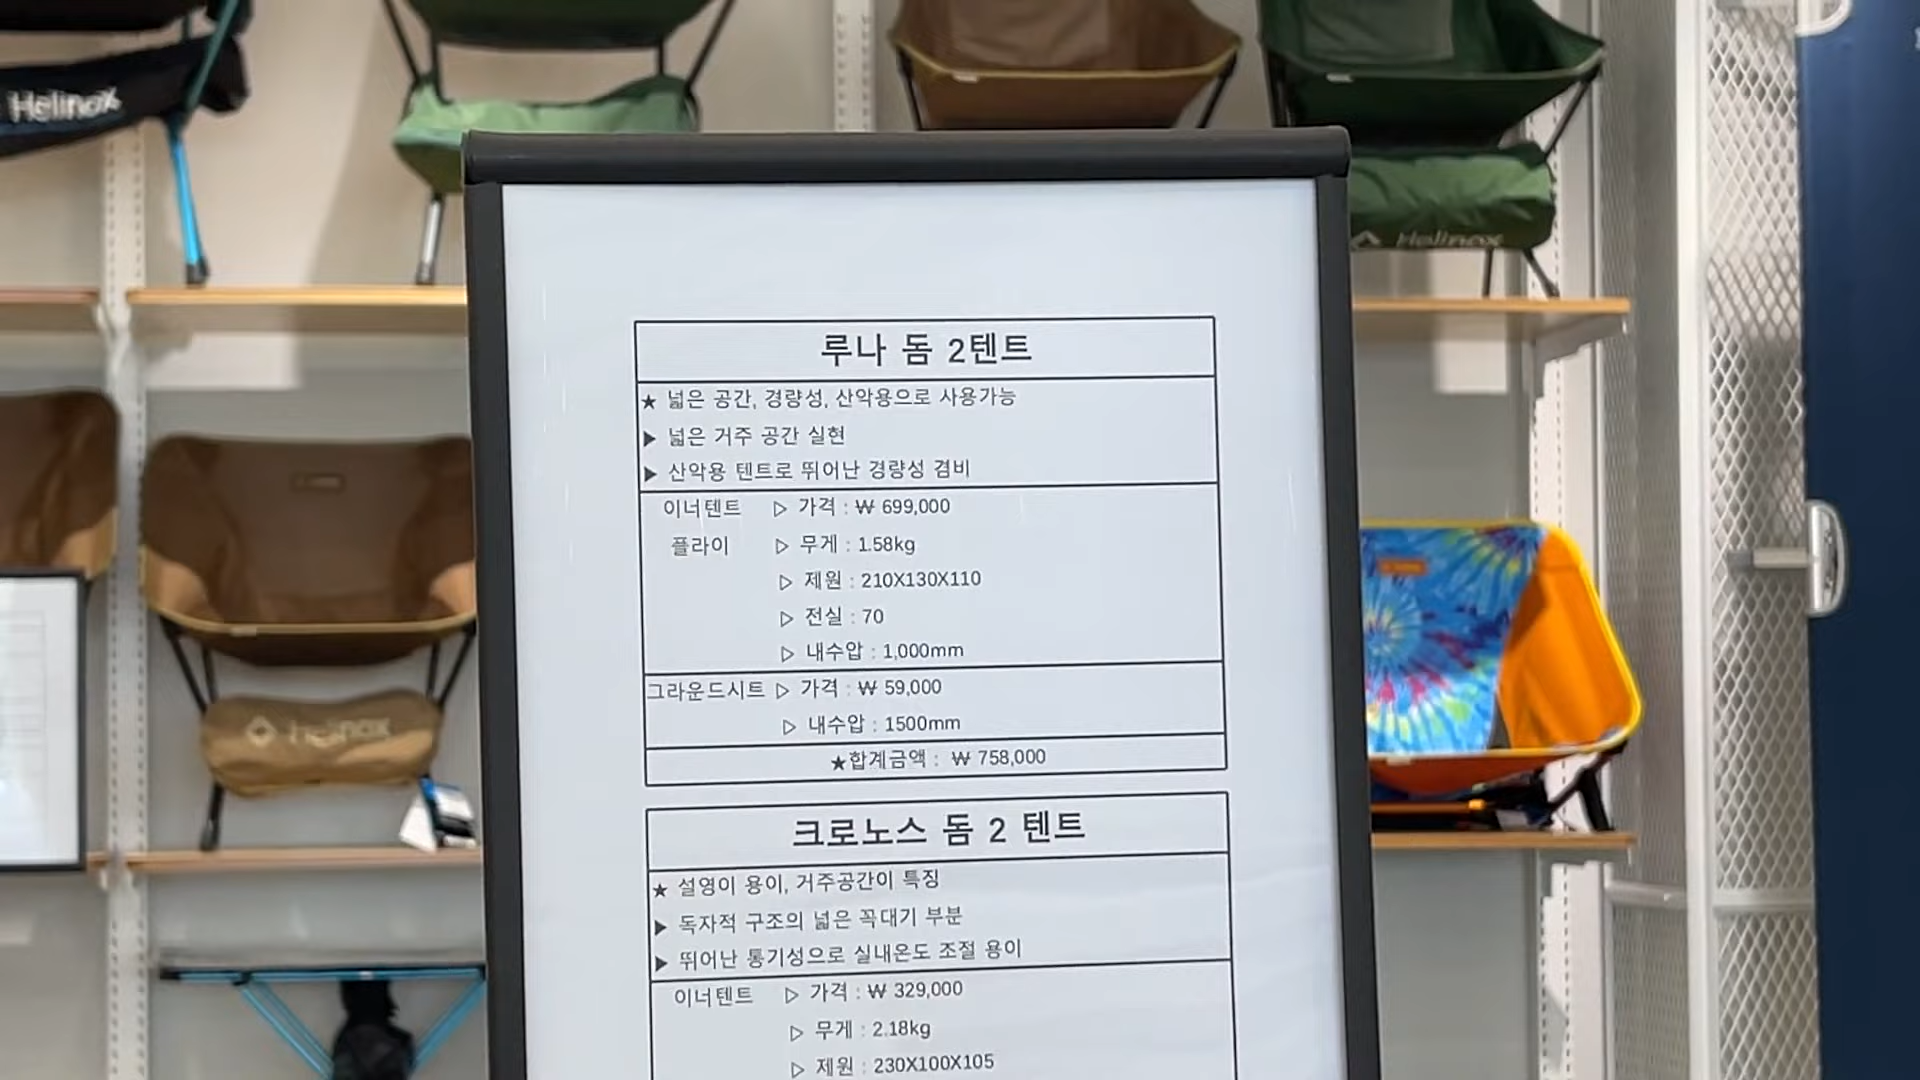 Helinox
Helinox
루나 돔 2텐트
★ 넓은 공간, 경량성, 산악용으로 사용가능
▶ 넓은 거주 공간 실현
▶ 산악용 텐트로 뛰어난 경량성 겸비
이너텐트 ▷ 가격 : ₩ 699,000
플라이 ▷ 무게 : 1.58kg
▷ 제원 : 210X130X110
▷ 전실 : 70
▷ 내수압 : 1,000mm
그라운드시트 ▷ 가격 : ₩ 59,000
▷ 내수압 : 1500mm
★합계금액 : ₩ 758,000
Helinox
크로노스 돔 2 텐트
★ 설영이 용이, 거주공간이 특징
▶ 독자적 구조의 넓은 꼭대기 부분
▶ 뛰어난 통기성으로 실내온도 조절 용이
이너텐트 ▷ 가격 : ₩ 329,000
▷ 무게 : 2.18kg
▷ 제원 : 230X100X105